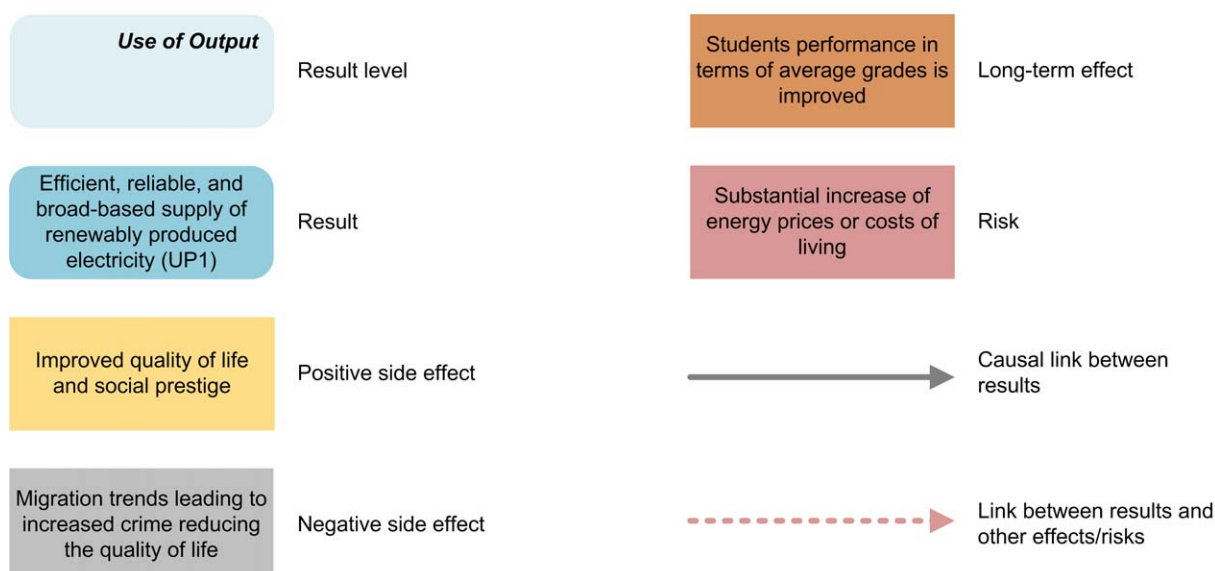 Use of Output
Result level
Students performance in
terms of average grades is
improved
Long-term effect
Efficient, reliable, and
broad-based supply of
renewably produced
electricity (UP1)
Result
Substantial increase of
energy prices or costs of
living
Risk
Improved quality of life
and social prestige
Positive side effect
Causal link between
results
Migration trends leading to
increased crime reducing
the quality of life
Negative side effect
Link between results and
other effects/risks